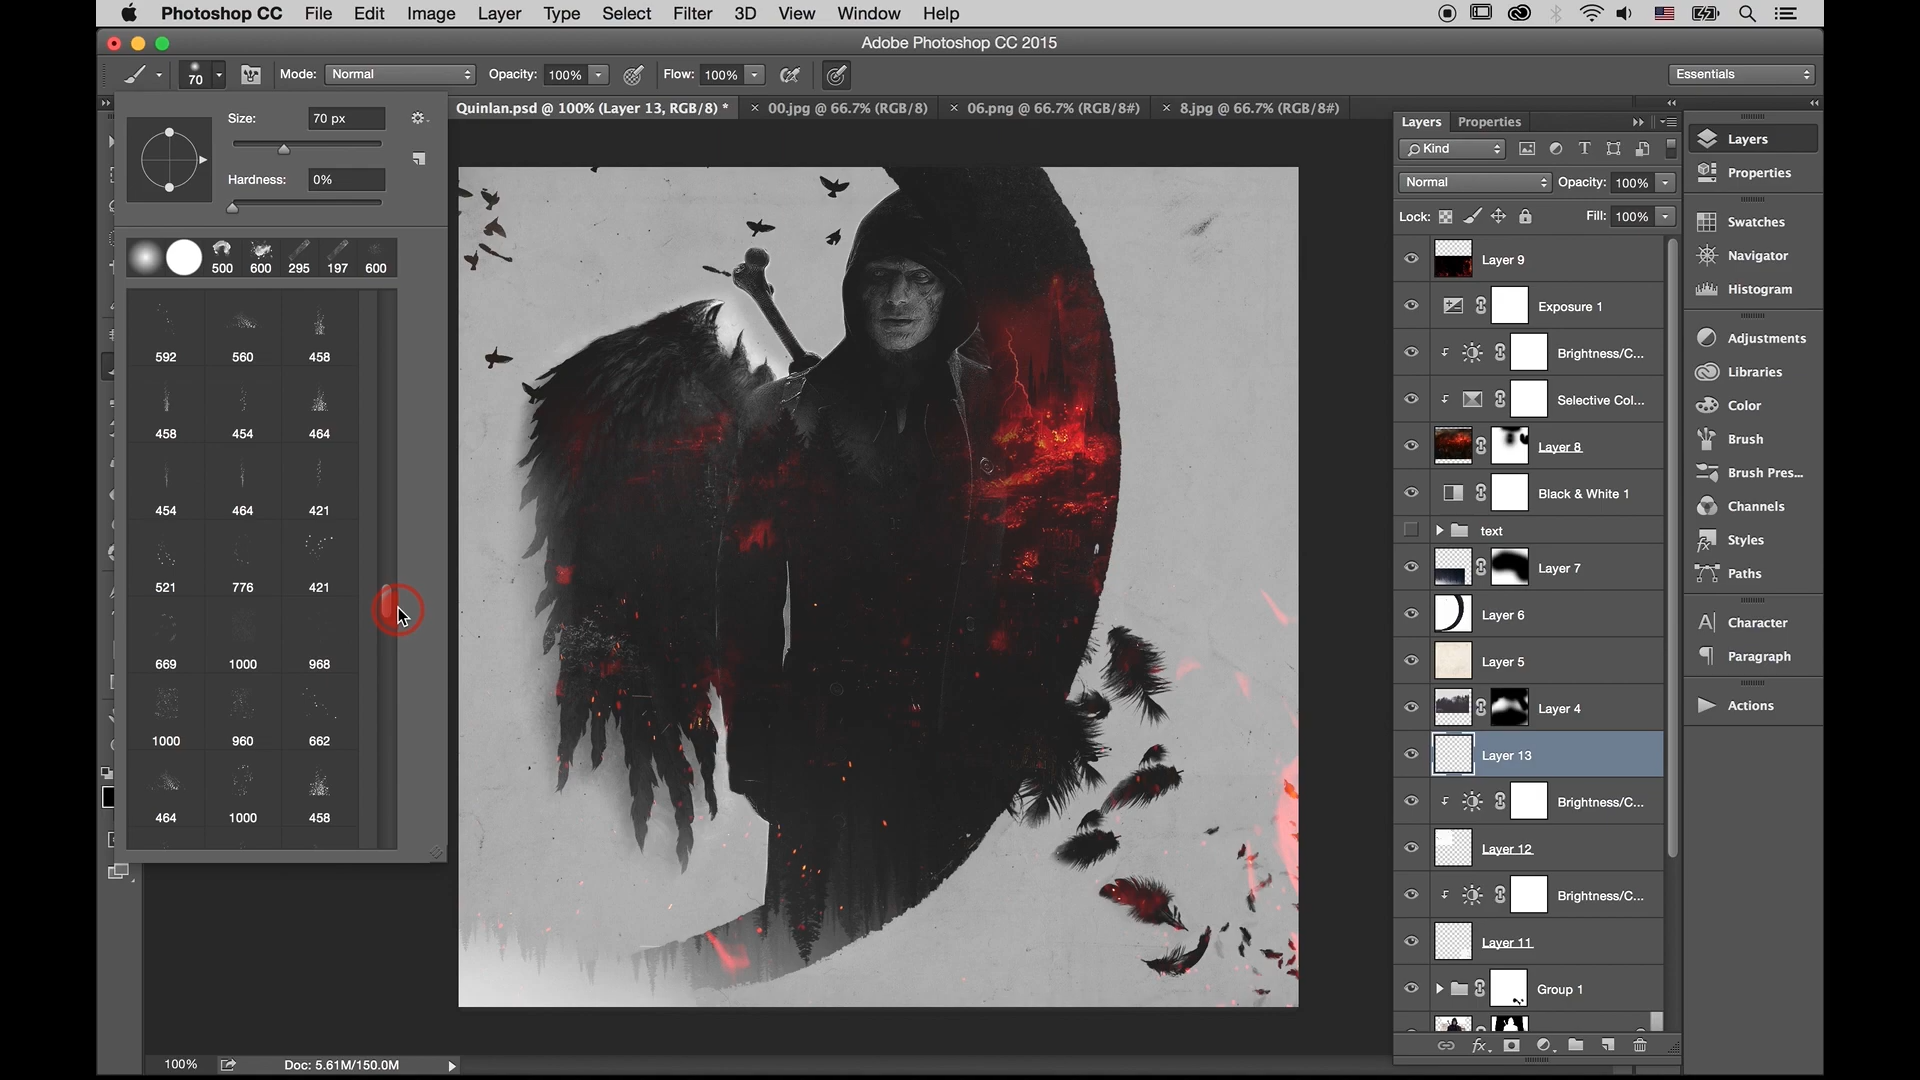 Photoshop CC File Edit Image Layer Type Select Filter 3D View Window Help
Adobe Photoshop CC 2015
70 Mode: Normal Opacity: 100% Flow: 100% Essentials
Quinlan.psd @ 100% (Layer 13, RGB/8) * × 00.jpg @ 66.7% (RGB/8) × 06.png @ 66.7% (RGB/8#) × 8.jpg @ 66.7% (RGB/8#)
Size: 70 px
Hardness: 0%
500 600 295 197 600
592 560 458
458 454 464
454 464 421
521 776 421
669 1000 968
1000 960 662
464 1000 458
Layers Properties
Kind
Normal Opacity: 100%
Lock: Fill: 100%
Layer 9
Exposure 1
Brightness/C...
Selective Col...
Layer 8
Black & White 1
text
Layer 7
Layer 6
Layer 5
Layer 4
Layer 13
Brightness/C...
Layer 12
Brightness/C...
Layer 11
Group 1
fx
Layers
Properties
Swatches
Navigator
Histogram
Adjustments
Libraries
Color
Brush
Brush Pres...
Channels
Styles
Paths
Character
Paragraph
Actions
100% Doc: 5.61M/150.0M